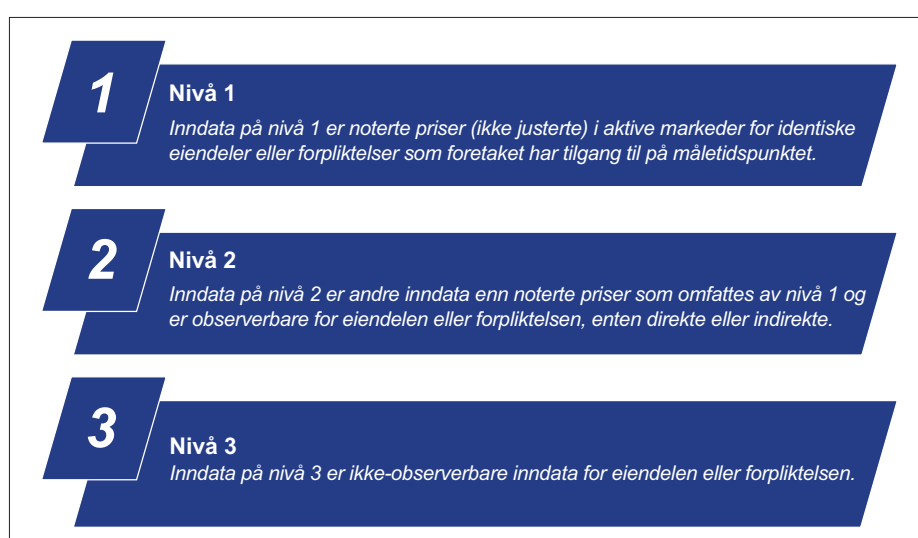 1
Nivå 1
Inndata på nivå 1 er noterte priser (ikke justerte) i aktive markeder for identiske
eiendeler eller forpliktelser som foretaket har tilgang til på måletidspunktet.
2
Nivå 2
Inndata på nivå 2 er andre inndata enn noterte priser som omfattes av nivå 1 og
er observerbare for eiendelen eller forpliktelsen, enten direkte eller indirekte.
3
Nivå 3
Inndata på nivå 3 er ikke-observerbare inndata for eiendelen eller forpliktelsen.